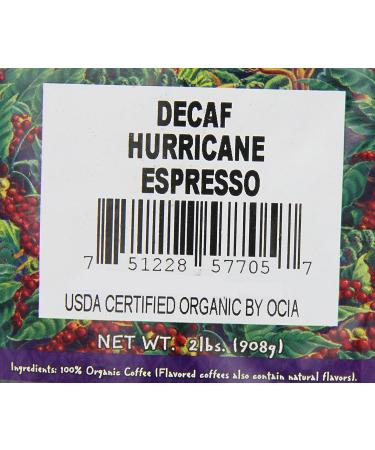 DECAF
HURRICANE
ESPRESSO
7 51228 57705 7
USDA CERTIFIED ORGANIC BY OCIA
NET WT. 2lbs. (908g)
Ingredients: 100% Organic Coffee (Flavored coffees also contain natural flavors).